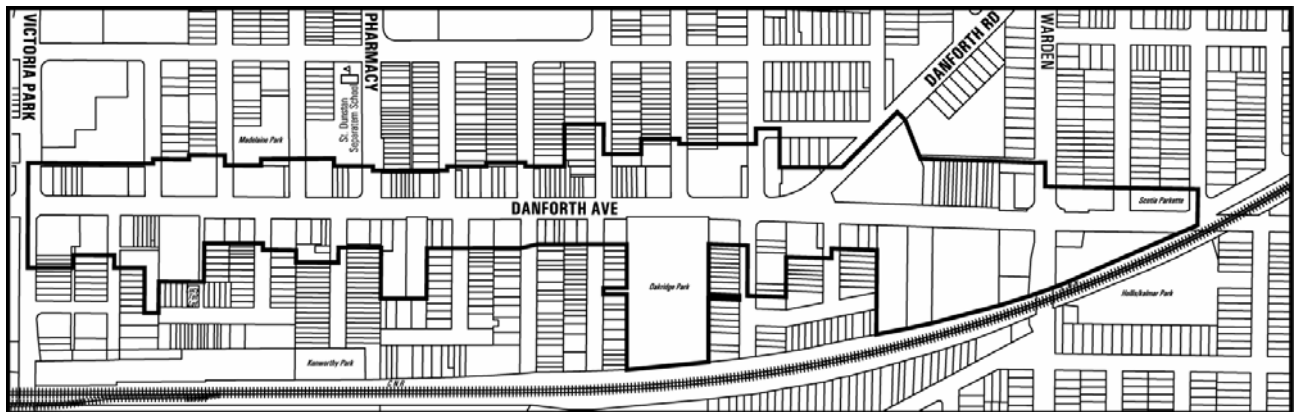 VICTORIA PARK
PHARMACY
DANFORTH RD
WARDEN
St. Dunstan
Separatem School
Madelaine Park
DANFORTH AVE
Scotia Parkette
Oakridge Park
Hollis/kalmar Park
Kenworthy Park
C.N.R